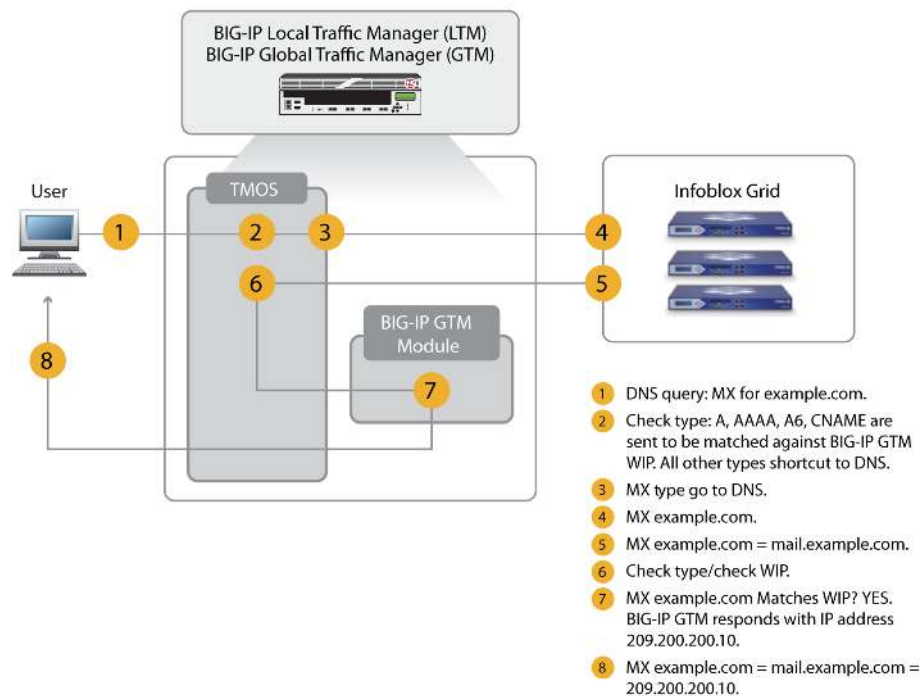 BIG-IP Local Traffic Manager (LTM)
BIG-IP Global Traffic Manager (GTM)
User
TMOS
Infoblox Grid
1
2
3
4
6
5
BIG-IP GTM
Module
8
7
1 DNS query: MX for example.com.
2 Check type: A, AAAA, A6, CNAME are
sent to be matched against BIG-IP GTM
WIP. All other types shortcut to DNS.
3 MX type go to DNS.
4 MX example.com.
5 MX example.com = mail.example.com.
6 Check type/check WIP.
7 MX example.com Matches WIP? YES.
BIG-IP GTM responds with IP address
209.200.200.10.
8 MX example.com = mail.example.com =
209.200.200.10.